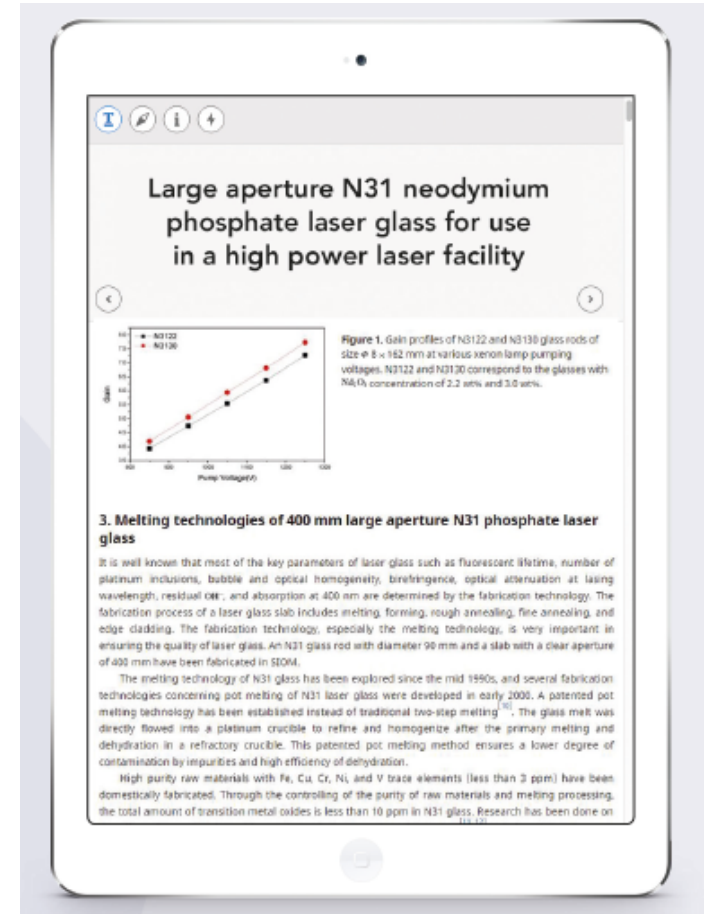 Large aperture N31 neodymium
phosphate laser glass for use
in a high power laser facility
N3122
N3130
Gain
Pump Voltage(V)
Figure 1. Gain profiles of N3122 and N3130 glass rods of
size ϕ 8 × 162 mm at various xenon lamp pumping
voltages. N3122 and N3130 correspond to the glasses with
Nd₂O₃ concentration of 2.2 wt% and 3.0 wt%.
3. Melting technologies of 400 mm large aperture N31 phosphate laser
glass
It is well known that most of the key parameters of laser glass such as fluorescent lifetime, number of
platinum inclusions, bubble and optical homogeneity, birefringence, optical attenuation at lasing
wavelength, residual OH⁻, and absorption at 400 nm are determined by the fabrication technology. The
fabrication process of a laser glass slab includes melting, forming, rough annealing, fine annealing, and
edge cladding. The fabrication technology, especially the melting technology, is very important in
ensuring the quality of laser glass. An N31 glass rod with diameter 90 mm and a slab with a clear aperture
of 400 mm have been fabricated in SIOM.
The melting technology of N31 glass has been explored since the mid 1990s, and several fabrication
technologies concerning pot melting of N31 laser glass were developed in early 2000. A patented pot
melting technology has been established instead of traditional two-step melting. The glass melt was
directly flowed into a platinum crucible to refine and homogenize after the primary melting and
dehydration in a refractory crucible. This patented pot melting method ensures a lower degree of
contamination by impurities and high efficiency of dehydration.
High purity raw materials with Fe, Cu, Cr, Ni, and V trace elements (less than 3 ppm) have been
domestically fabricated. Through the controlling of the purity of raw materials and melting processing,
the total amount of transition metal oxides is less than 10 ppm in N31 glass. Research has been done on